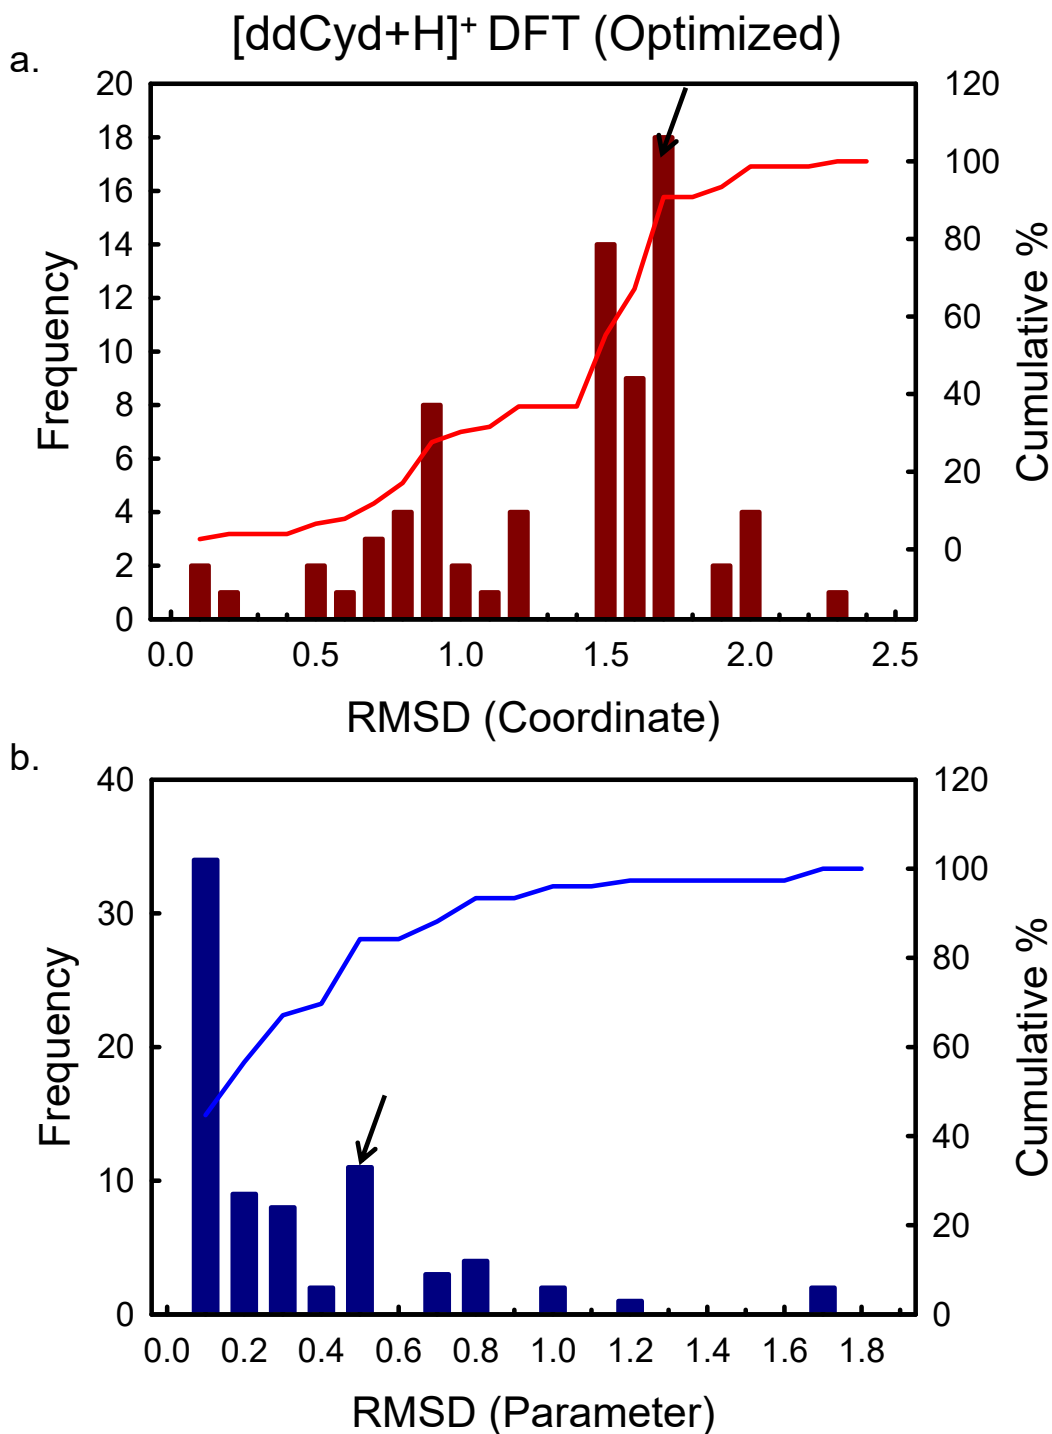 [ddCyd+H]⁺ DFT (Optimized)
a.
20
18
16
14
12
10
8
6
4
2
0
Frequency
120
100
80
60
40
20
0
Cumulative %
0.0 0.5 1.0 1.5 2.0 2.5
RMSD (Coordinate)
b.
40
30
20
10
0
Frequency
120
100
80
60
40
20
0
Cumulative %
0.0 0.2 0.4 0.6 0.8 1.0 1.2 1.4 1.6 1.8
RMSD (Parameter)